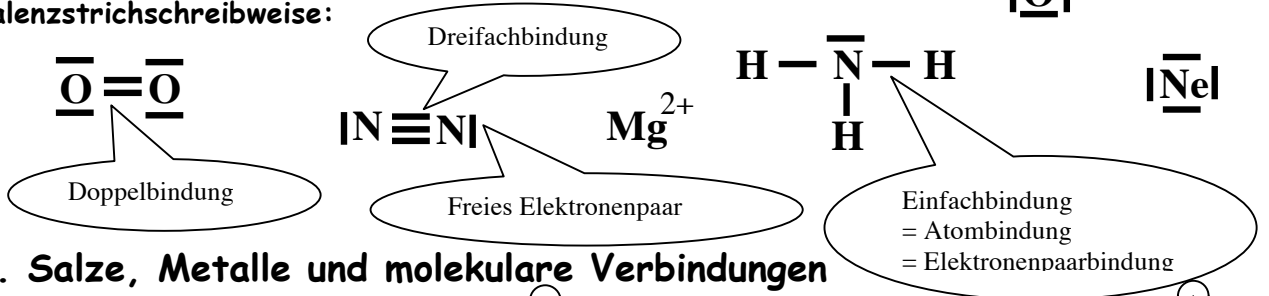 alenzstrichschreibweise:
|O|
Dreifachbindung
O=O
|N≡N|
Mg2+
H — N — H
|
H
|Ne|
Doppelbindung
Freies Elektronenpaar
Einfachbindung
= Atombindung
= Elektronenpaarbindung
. Salze, Metalle und molekulare Verbindungen